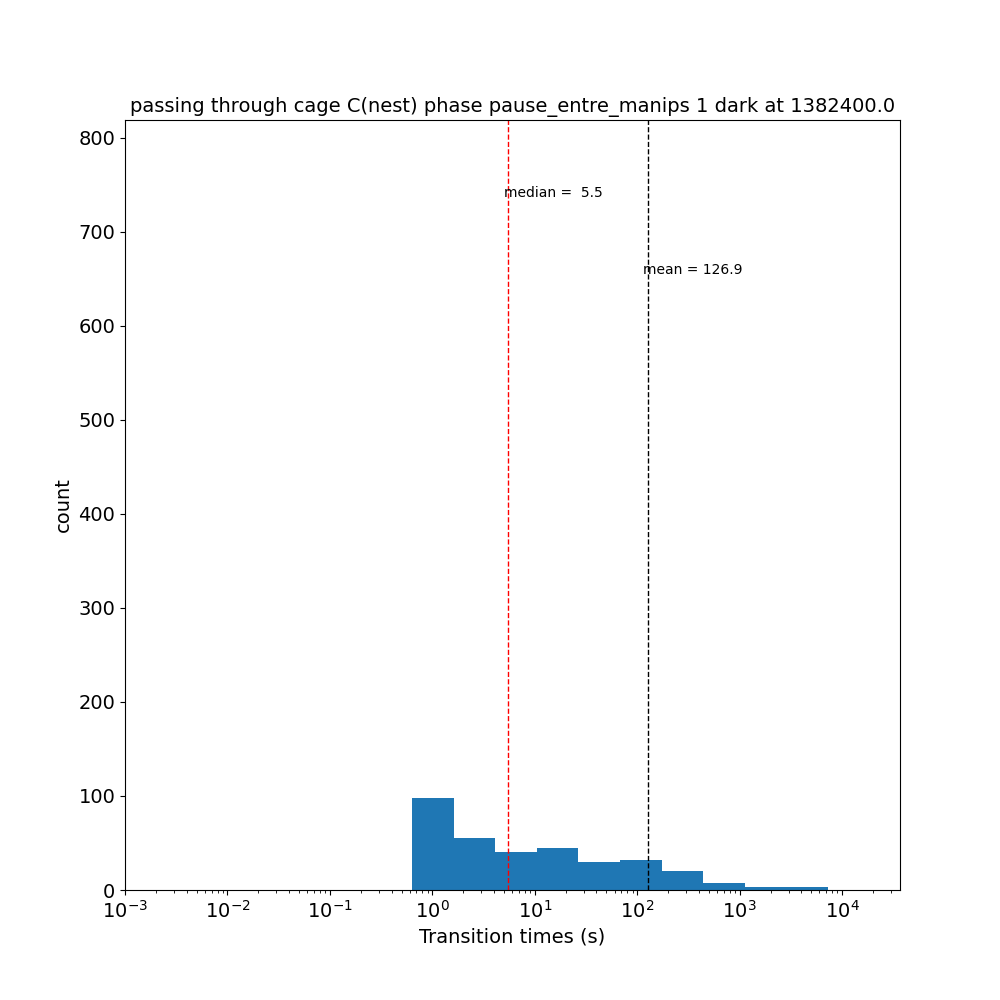 passing through cage C(nest) phase pause_entre_manips 1 dark at 1382400.0
800
median =  5.5
700
mean = 126.9
600
500
count
400
300
200
100
0
10⁻³ 10⁻² 10⁻¹ 10⁰ 10¹ 10² 10³ 10⁴
Transition times (s)